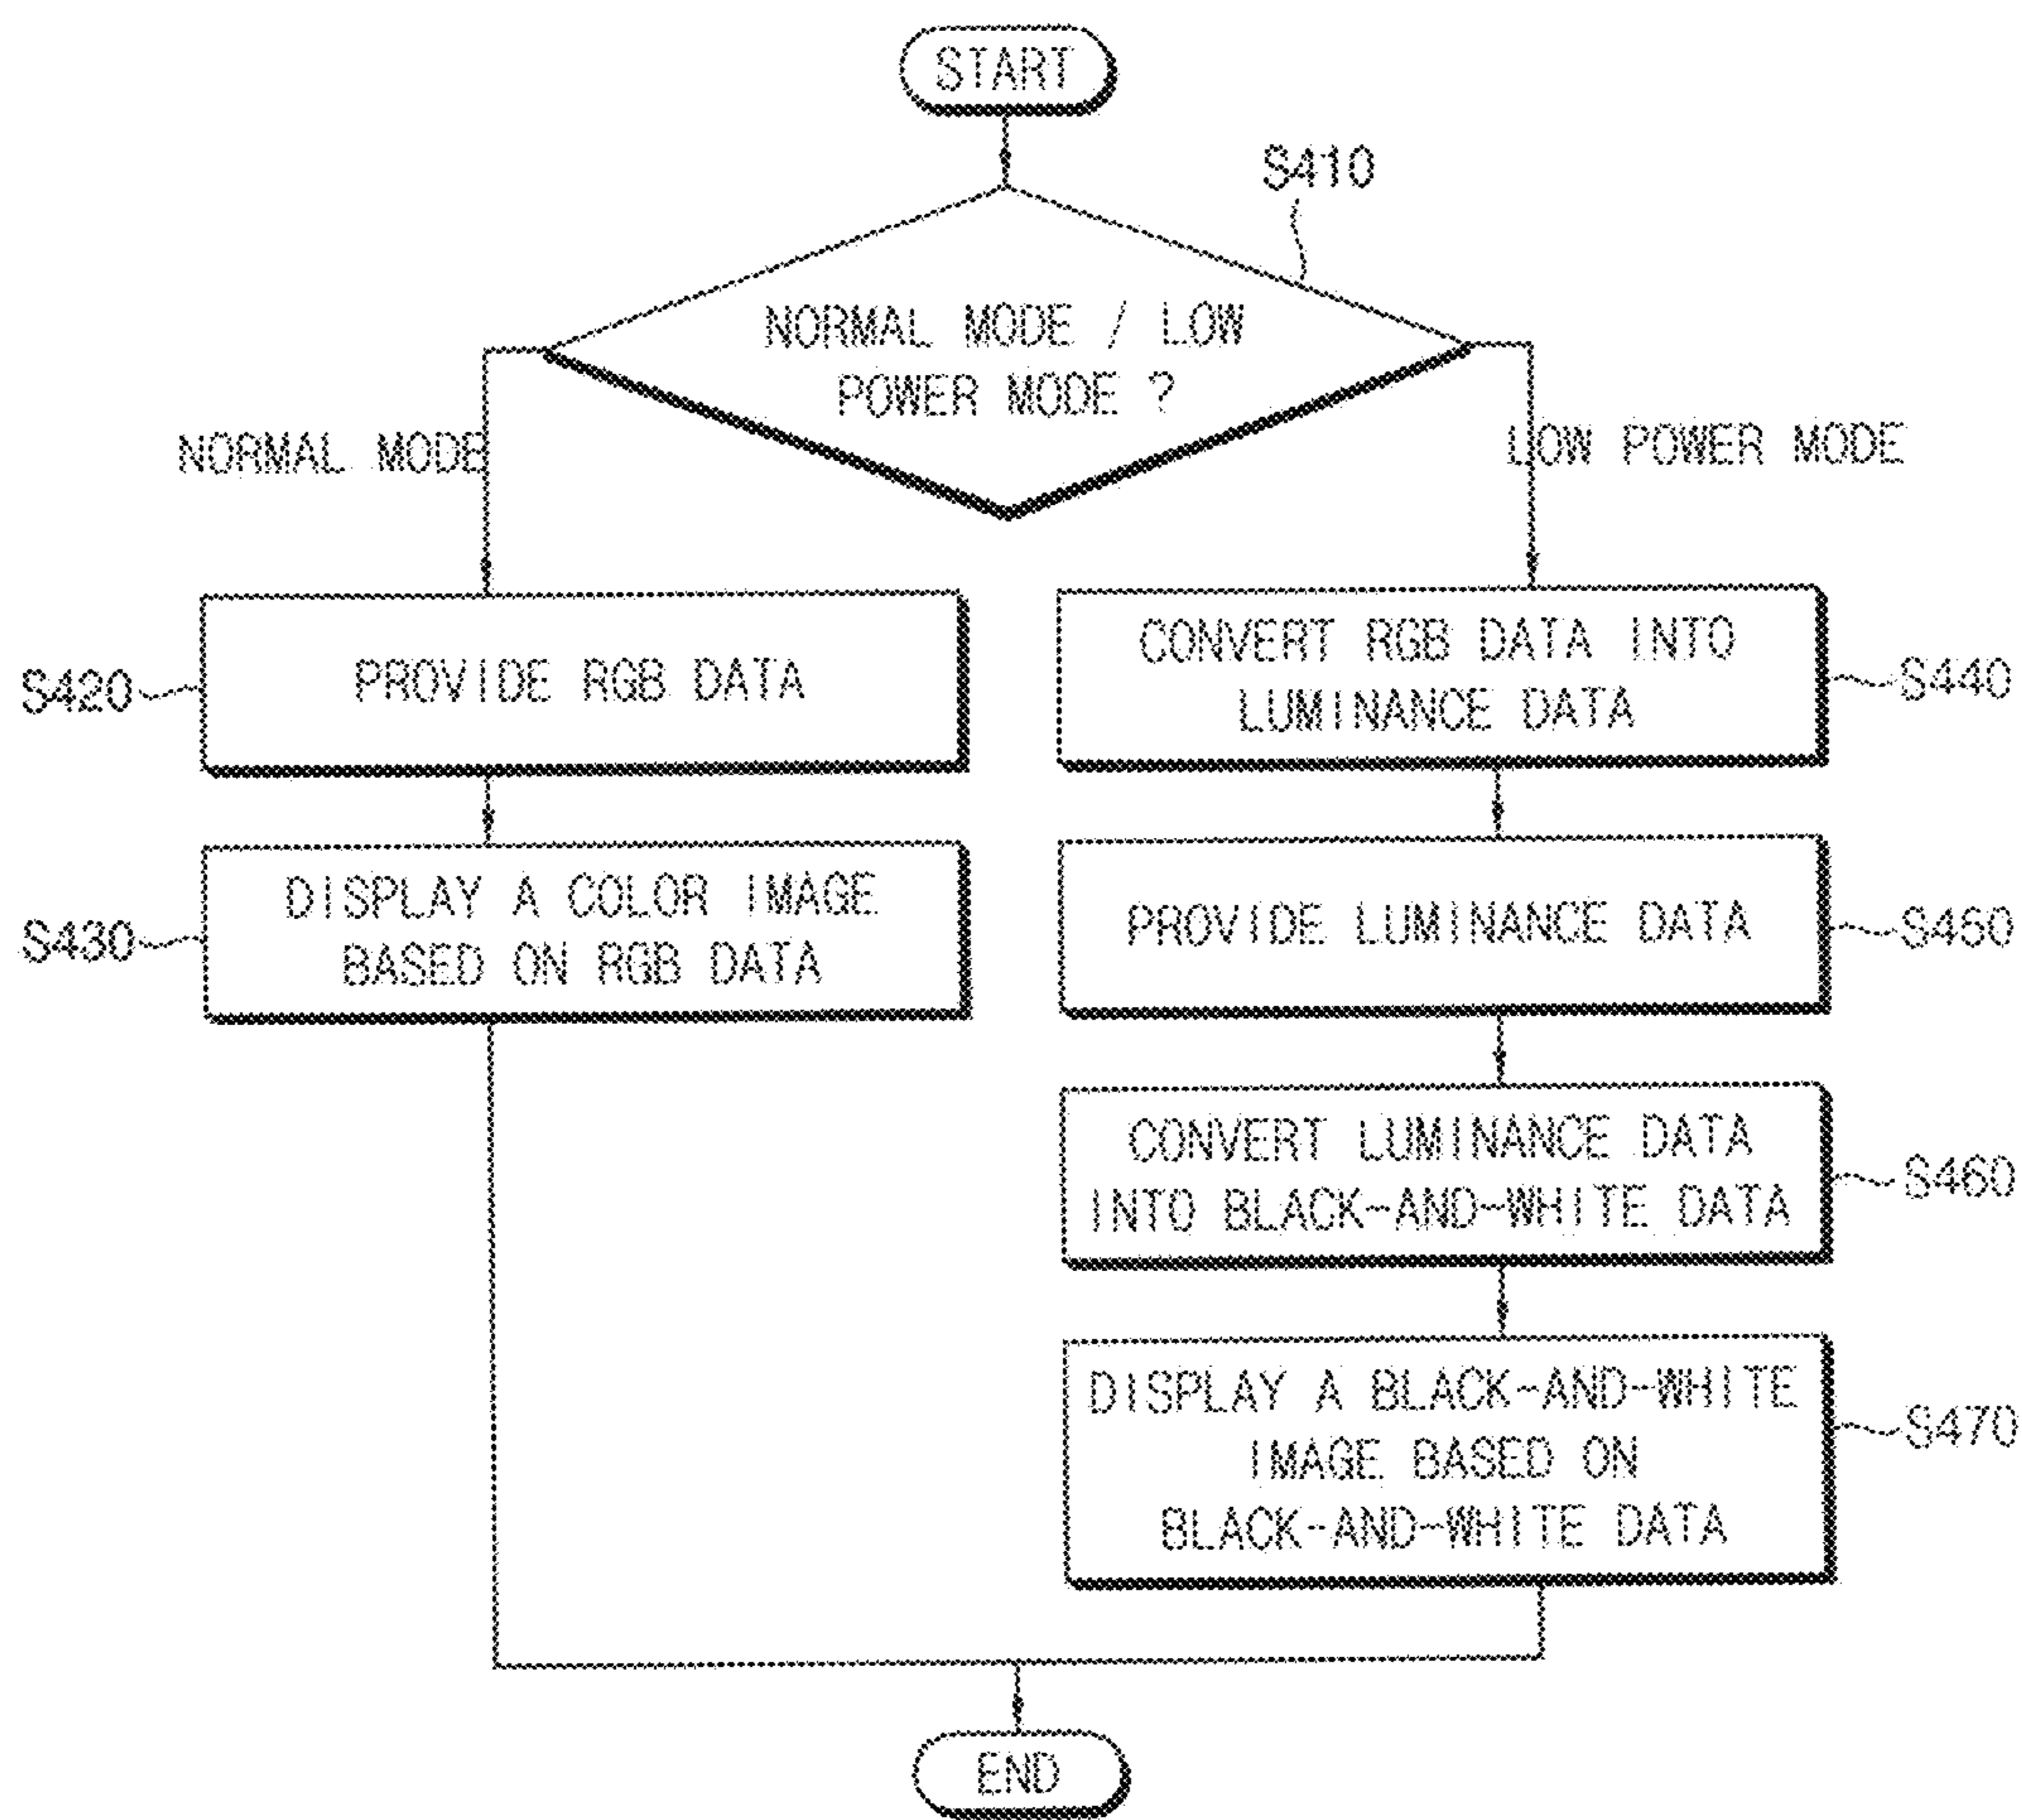 START
S410
NORMAL MODE / LOW
POWER MODE ?
NORMAL MODE
LOW POWER MODE
PROVIDE RGB DATA
S420
CONVERT RGB DATA INTO
LUMINANCE DATA
S440
DISPLAY A COLOR IMAGE
BASED ON RGB DATA
S430
PROVIDE LUMINANCE DATA
S450
CONVERT LUMINANCE DATA
INTO BLACK-AND-WHITE DATA
S460
DISPLAY A BLACK-AND-WHITE
IMAGE BASED ON
BLACK-AND-WHITE DATA
S470
END